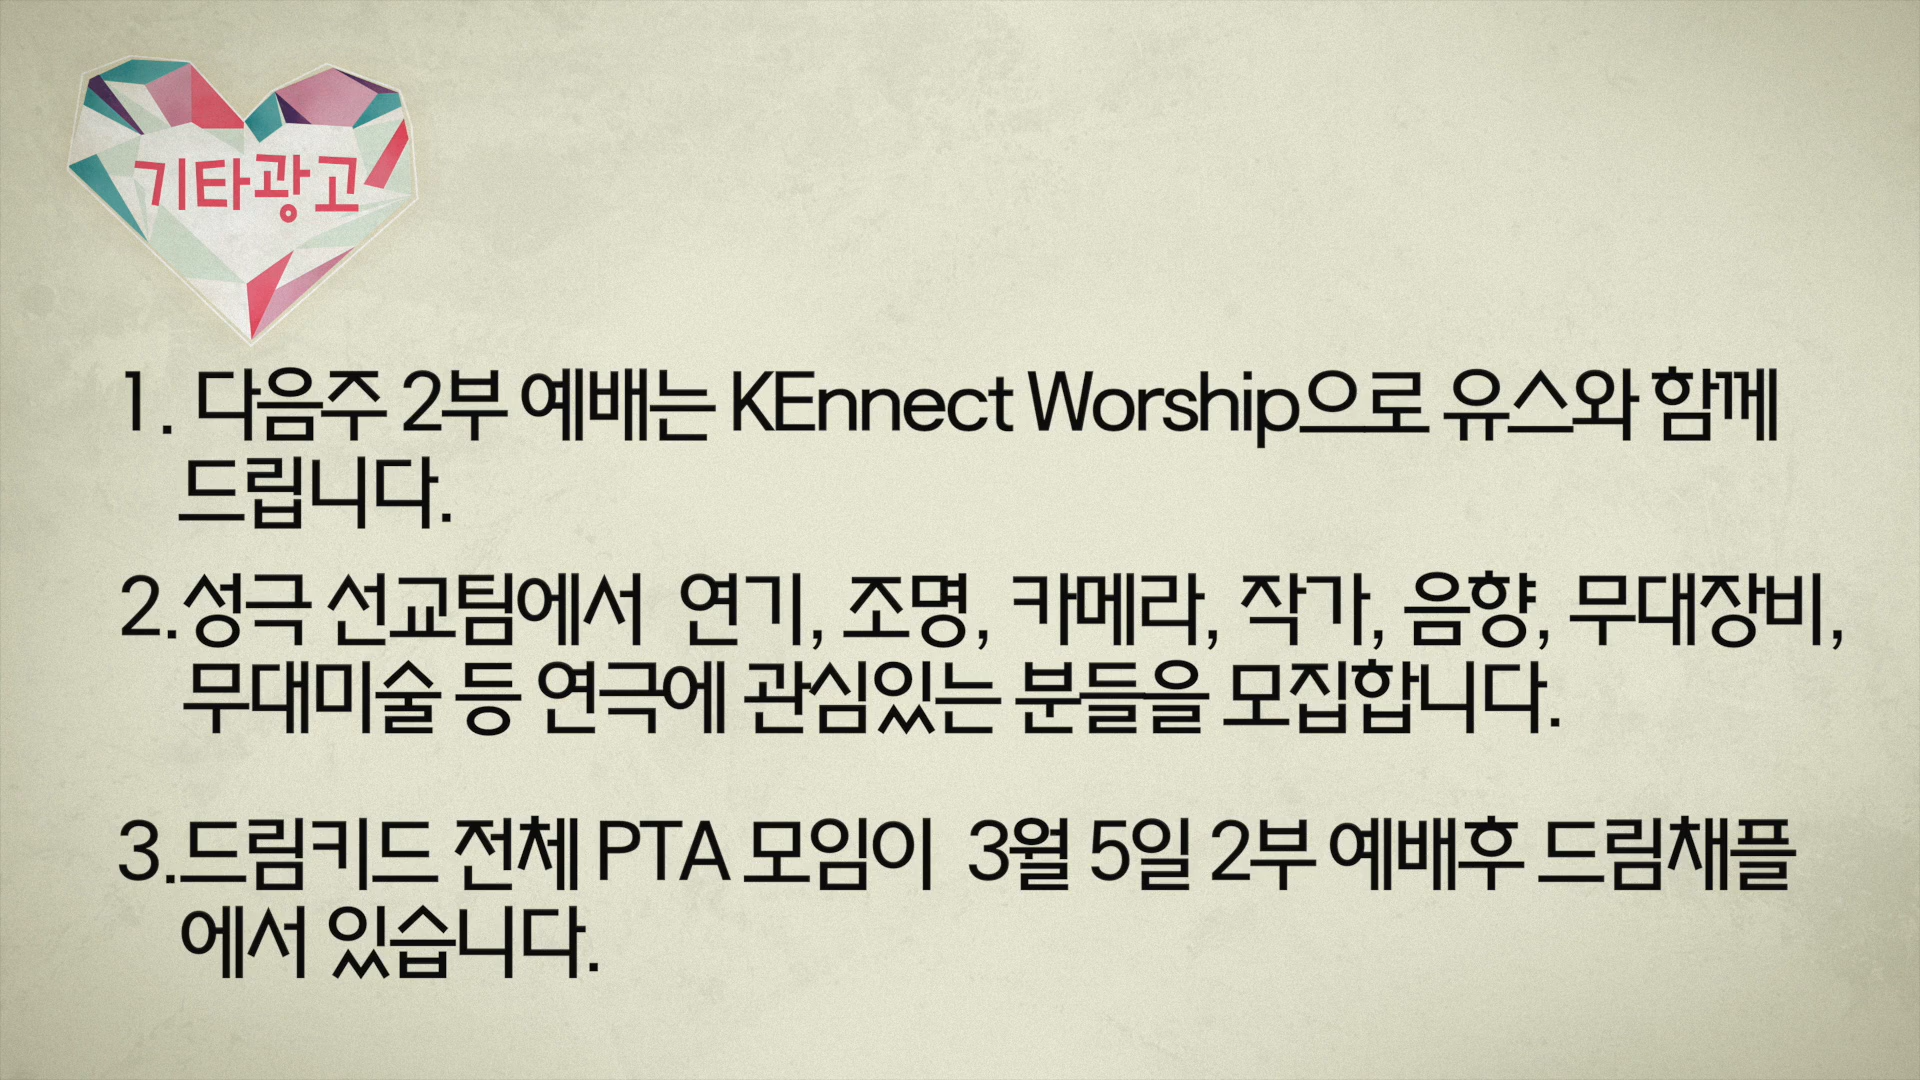 기타광고
1. 다음주 2부 예배는 KEnnect Worship으로 유스와 함께
드립니다.
2.성극 선교팀에서 연기, 조명, 카메라, 작가, 음향, 무대장비,
무대미술 등 연극에 관심있는 분들을 모집합니다.
3.드림키드 전체 PTA 모임이 3월 5일 2부 예배후 드림채플
에서 있습니다.